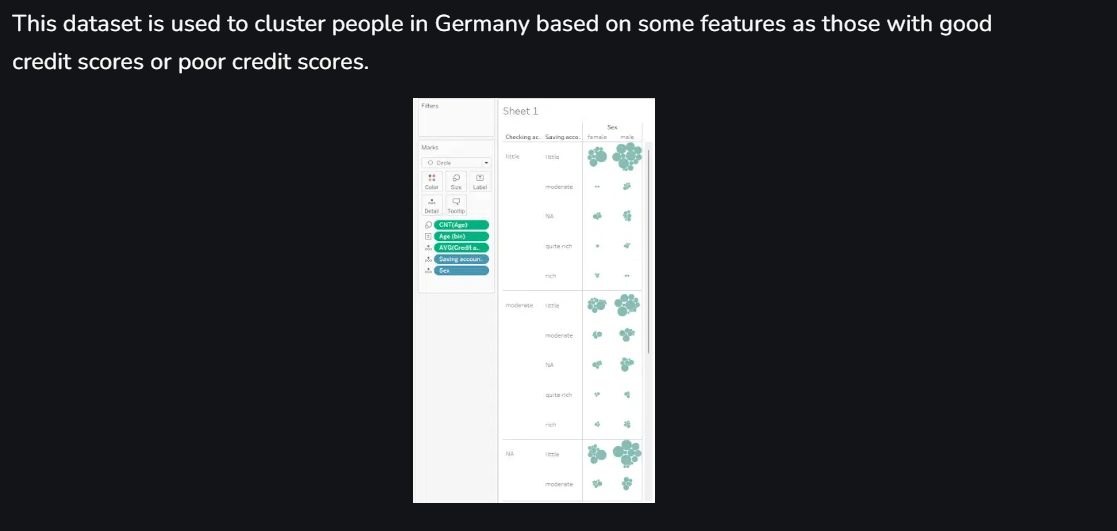 This dataset is used to cluster people in Germany based on some features as those with good
credit scores or poor credit scores.
Filters
Marks
Circle
Color Size Label
Detail Tooltip
CNT(Age)
Age (bin)
AVG(Credit a..
Saving accoun..
Sex
Sheet 1
Sex
Checking ac.. Saving acco.. female male
little little
moderate
NA
quite rich
rich
moderate little
moderate
NA
quite rich
rich
NA little
moderate